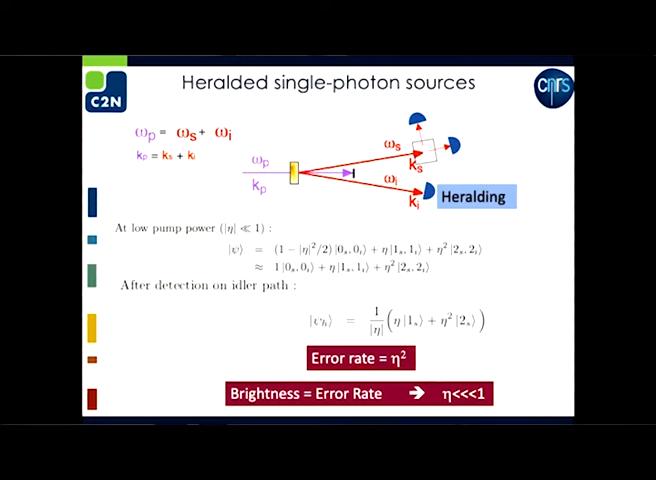 Heralded single-photon sources
C2N
cnrs
ωp = ωs + ωi
kp = ks + ki
ωp
kp
ωs
ks
ωi
ki
Heralding
At low pump power (|η| ≪ 1) :
|ψ⟩ = (1 − |η|²/2) |0s, 0i⟩ + η |1s, 1i⟩ + η² |2s, 2i⟩
≈ 1 |0s, 0i⟩ + η |1s, 1i⟩ + η² |2s, 2i⟩
After detection on idler path :
|ψh⟩ = 1/|η| (η |1s⟩ + η² |2s⟩)
Error rate = η²
Brightness = Error Rate ➔ η<<<1